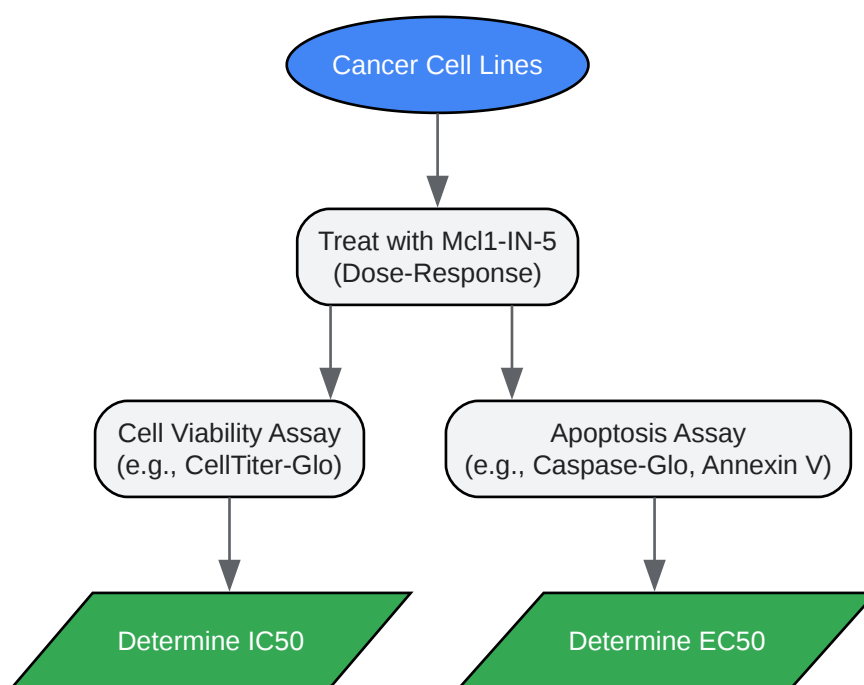 Cancer Cell Lines
Treat with Mcl1-IN-5
(Dose-Response)
Cell Viability Assay
(e.g., CellTiter-Glo)
Apoptosis Assay
(e.g., Caspase-Glo, Annexin V)
Determine IC50
Determine EC50